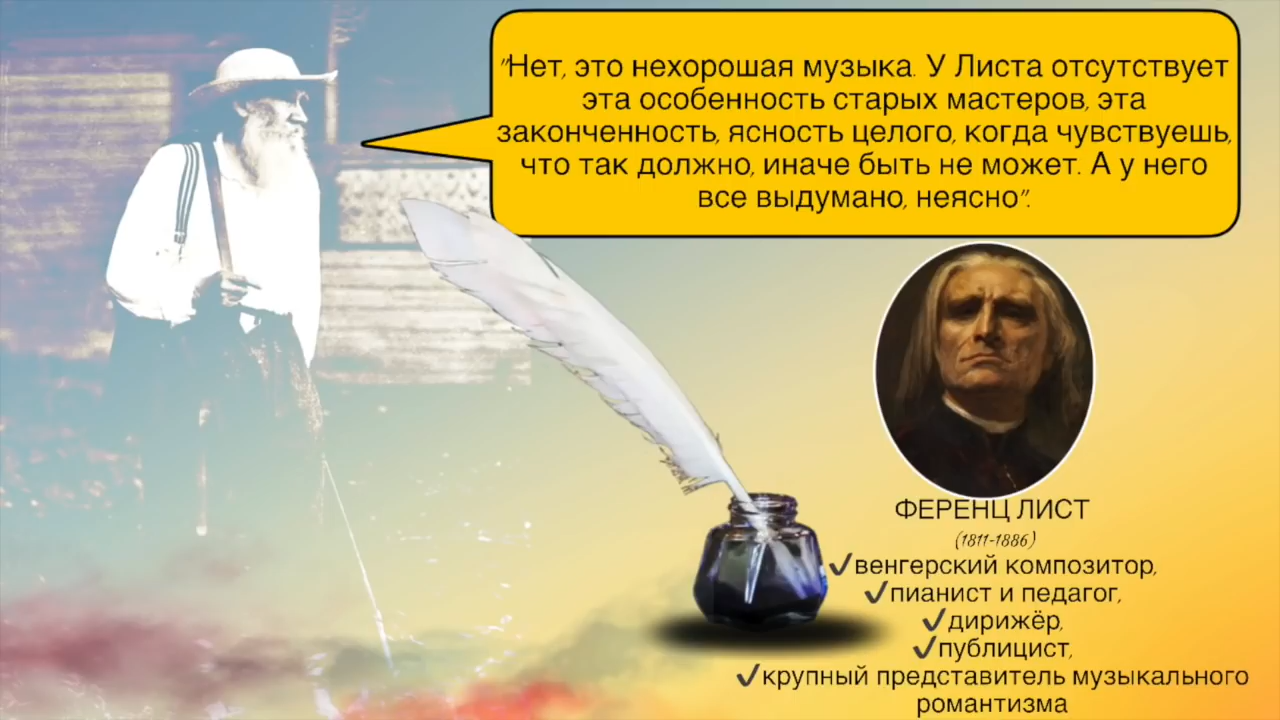 "Нет, это нехорошая музыка. У Листа отсутствует
эта особенность старых мастеров, эта
законченность, ясность целого, когда чувствуешь,
что так должно, иначе быть не может. А у него
все выдумано, неясно".
ФЕРЕНЦ ЛИСТ
(1811-1886)
✔венгерский композитор,
✔пианист и педагог,
✔дирижёр,
✔публицист,
✔крупный представитель музыкального
романтизма